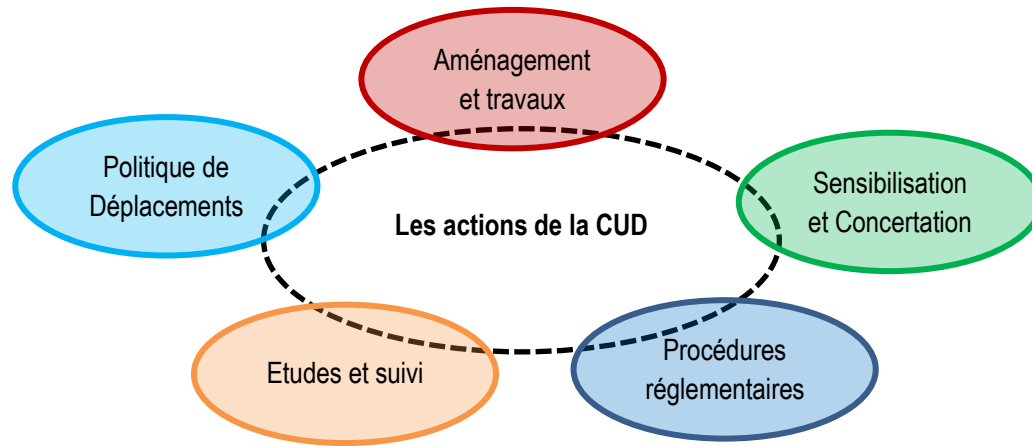 Aménagement
et travaux
Politique de
Déplacements
Sensibilisation
et Concertation
Les actions de la CUD
Etudes et suivi
Procédures
réglementaires